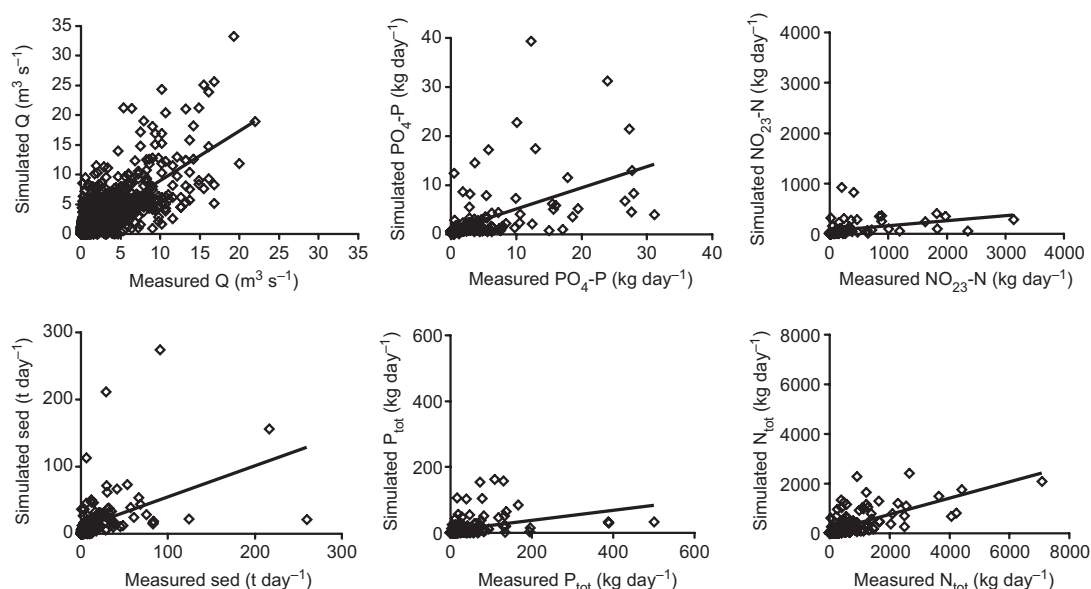 Simulated Q (m³ s⁻¹)
35
30
25
20
15
10
5
0
0 5 10 15 20 25 30 35
Measured Q (m³ s⁻¹)
Simulated PO₄-P (kg day⁻¹)
40
30
20
10
0
0 10 20 30 40
Measured PO₄-P (kg day⁻¹)
Simulated NO₂₃-N (kg day⁻¹)
4000
3000
2000
1000
0
0 1000 2000 3000 4000
Measured NO₂₃-N (kg day⁻¹)
Simulated sed (t day⁻¹)
300
200
100
0
0 100 200 300
Measured sed (t day⁻¹)
Simulated Pₜₒₜ (kg day⁻¹)
600
400
200
0
0 200 400 600
Measured Pₜₒₜ (kg day⁻¹)
Simulated Nₜₒₜ (kg day⁻¹)
8000
6000
4000
2000
0
0 2000 4000 6000 8000
Measured Nₜₒₜ (kg day⁻¹)